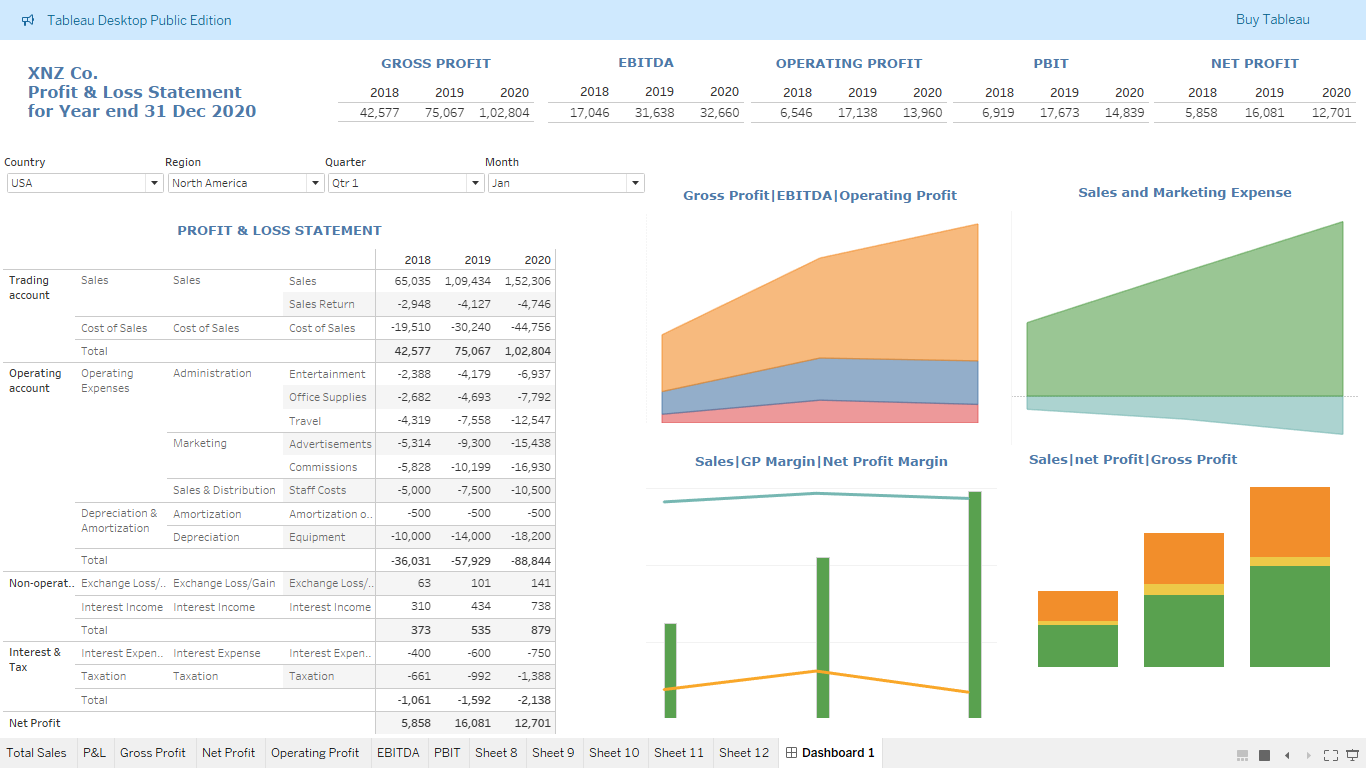 Tableau Desktop Public Edition
Buy Tableau
XNZ Co.
Profit & Loss Statement
for Year end 31 Dec 2020
GROSS PROFIT
2018 2019 2020
42,577 75,067 1,02,804
EBITDA
2018 2019 2020
17,046 31,638 32,660
OPERATING PROFIT
2018 2019 2020
6,546 17,138 13,960
PBIT
2018 2019 2020
6,919 17,673 14,839
NET PROFIT
2018 2019 2020
5,858 16,081 12,701
Country Region Quarter Month
USA North America Qtr 1 Jan
PROFIT & LOSS STATEMENT
2018 2019 2020
Trading Sales Sales Sales 65,035 1,09,434 1,52,306
account
Sales Return -2,948 -4,127 -4,746
Cost of Sales Cost of Sales Cost of Sales -19,510 -30,240 -44,756
Total 42,577 75,067 1,02,804
Operating Operating Administration Entertainment -2,388 -4,179 -6,937
account Expenses
Office Supplies -2,682 -4,693 -7,792
Travel -4,319 -7,558 -12,547
Marketing Advertisements -5,314 -9,300 -15,438
Commissions -5,828 -10,199 -16,930
Sales & Distribution Staff Costs -5,000 -7,500 -10,500
Depreciation & Amortization Amortization o.. -500 -500 -500
Amortization
Depreciation Equipment -10,000 -14,000 -18,200
Total -36,031 -57,929 -88,844
Non-operat.. Exchange Loss/.. Exchange Loss/Gain Exchange Loss/.. 63 101 141
Interest Income Interest Income Interest Income 310 434 738
Total 373 535 879
Interest & Interest Expen.. Interest Expense Interest Expen.. -400 -600 -750
Tax
Taxation Taxation Taxation -661 -992 -1,388
Total -1,061 -1,592 -2,138
Net Profit 5,858 16,081 12,701
Gross Profit|EBITDA|Operating Profit
Sales and Marketing Expense
Sales|GP Margin|Net Profit Margin
Sales|net Profit|Gross Profit
Total Sales P&L Gross Profit Net Profit Operating Profit EBITDA PBIT Sheet 8 Sheet 9 Sheet 10 Sheet 11 Sheet 12 Dashboard 1